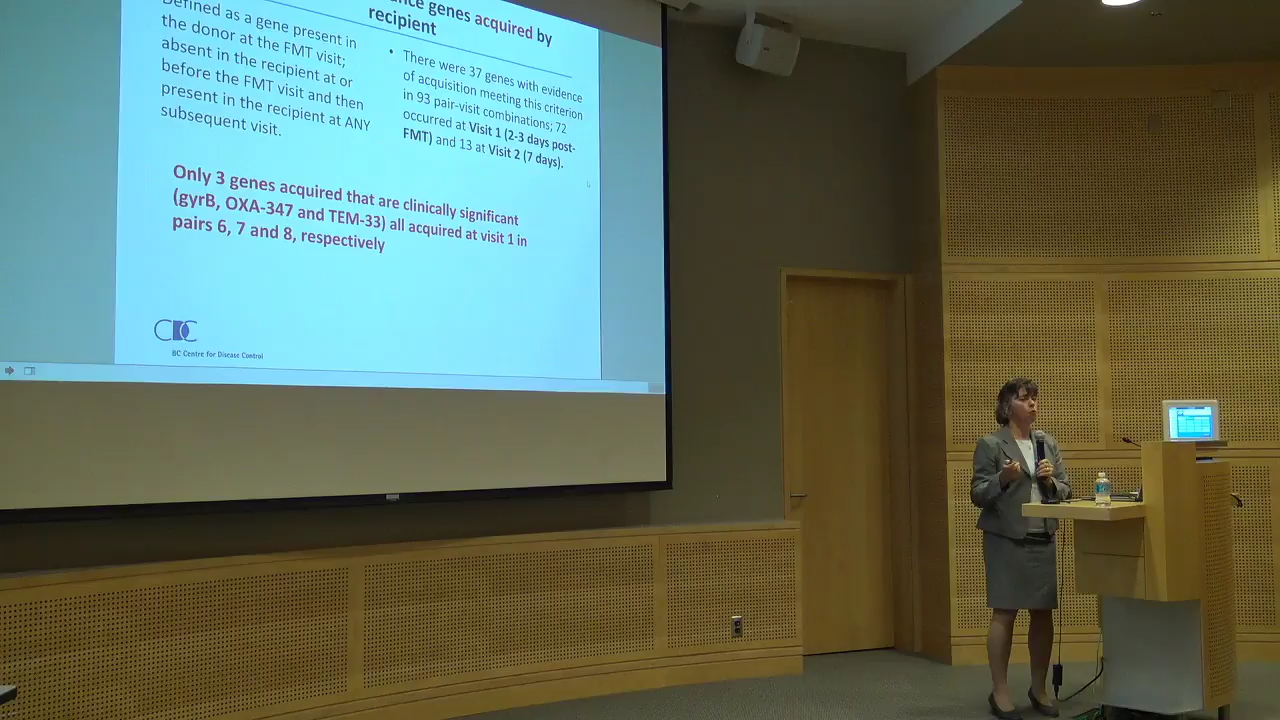 genes acquired by
recipient
Defined as a gene present in
the donor at the FMT visit;
absent in the recipient at or
before the FMT visit and then
present in the recipient at ANY
subsequent visit.
• There were 37 genes with evidence
of acquisition meeting this criterion
in 93 pair-visit combinations; 72
occurred at Visit 1 (2-3 days post-
FMT) and 13 at Visit 2 (7 days).
Only 3 genes acquired that are clinically significant
(gyrB, OXA-347 and TEM-33) all acquired at visit 1 in
pairs 6, 7 and 8, respectively
CDC
BC Centre for Disease Control